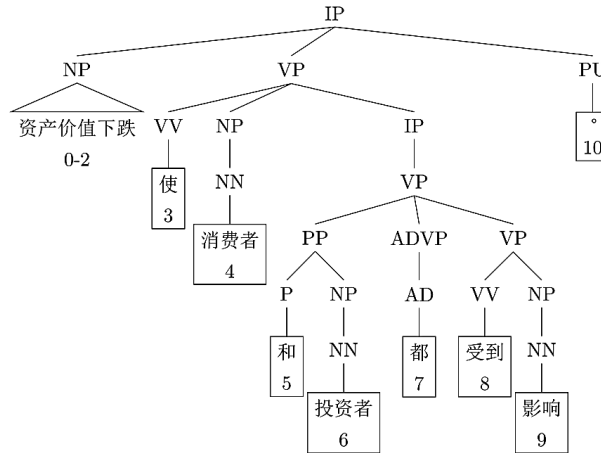 IP
NP VP PU
资产价值下跌 VV NP IP 。
0-2 10
使 NN VP
3
消费者 PP ADVP VP
4
P NP AD VV NP
和 NN 都 受到 NN
5 7 8
投资者 影响
6 9